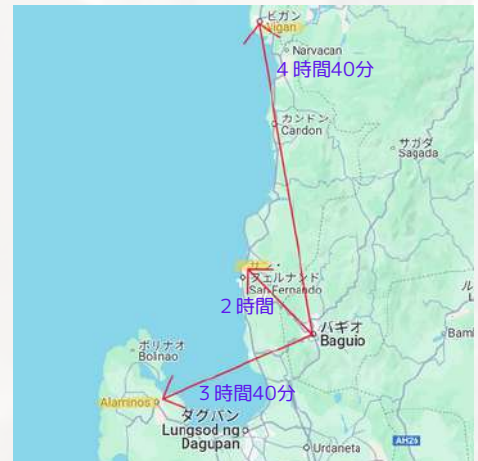 ビガン
Vigan
Narvacan
4時間40分
カンドン
Candon
サガダ
Sagada
サン・
フェルナンド
San Fernando
2時間
バギオ
Baguio
Bam
ル
ボリナオ
Bolinao
3時間40分
Alaminos
ダグパン
Lungsod ng
Dagupan
Urdaneta
AH26